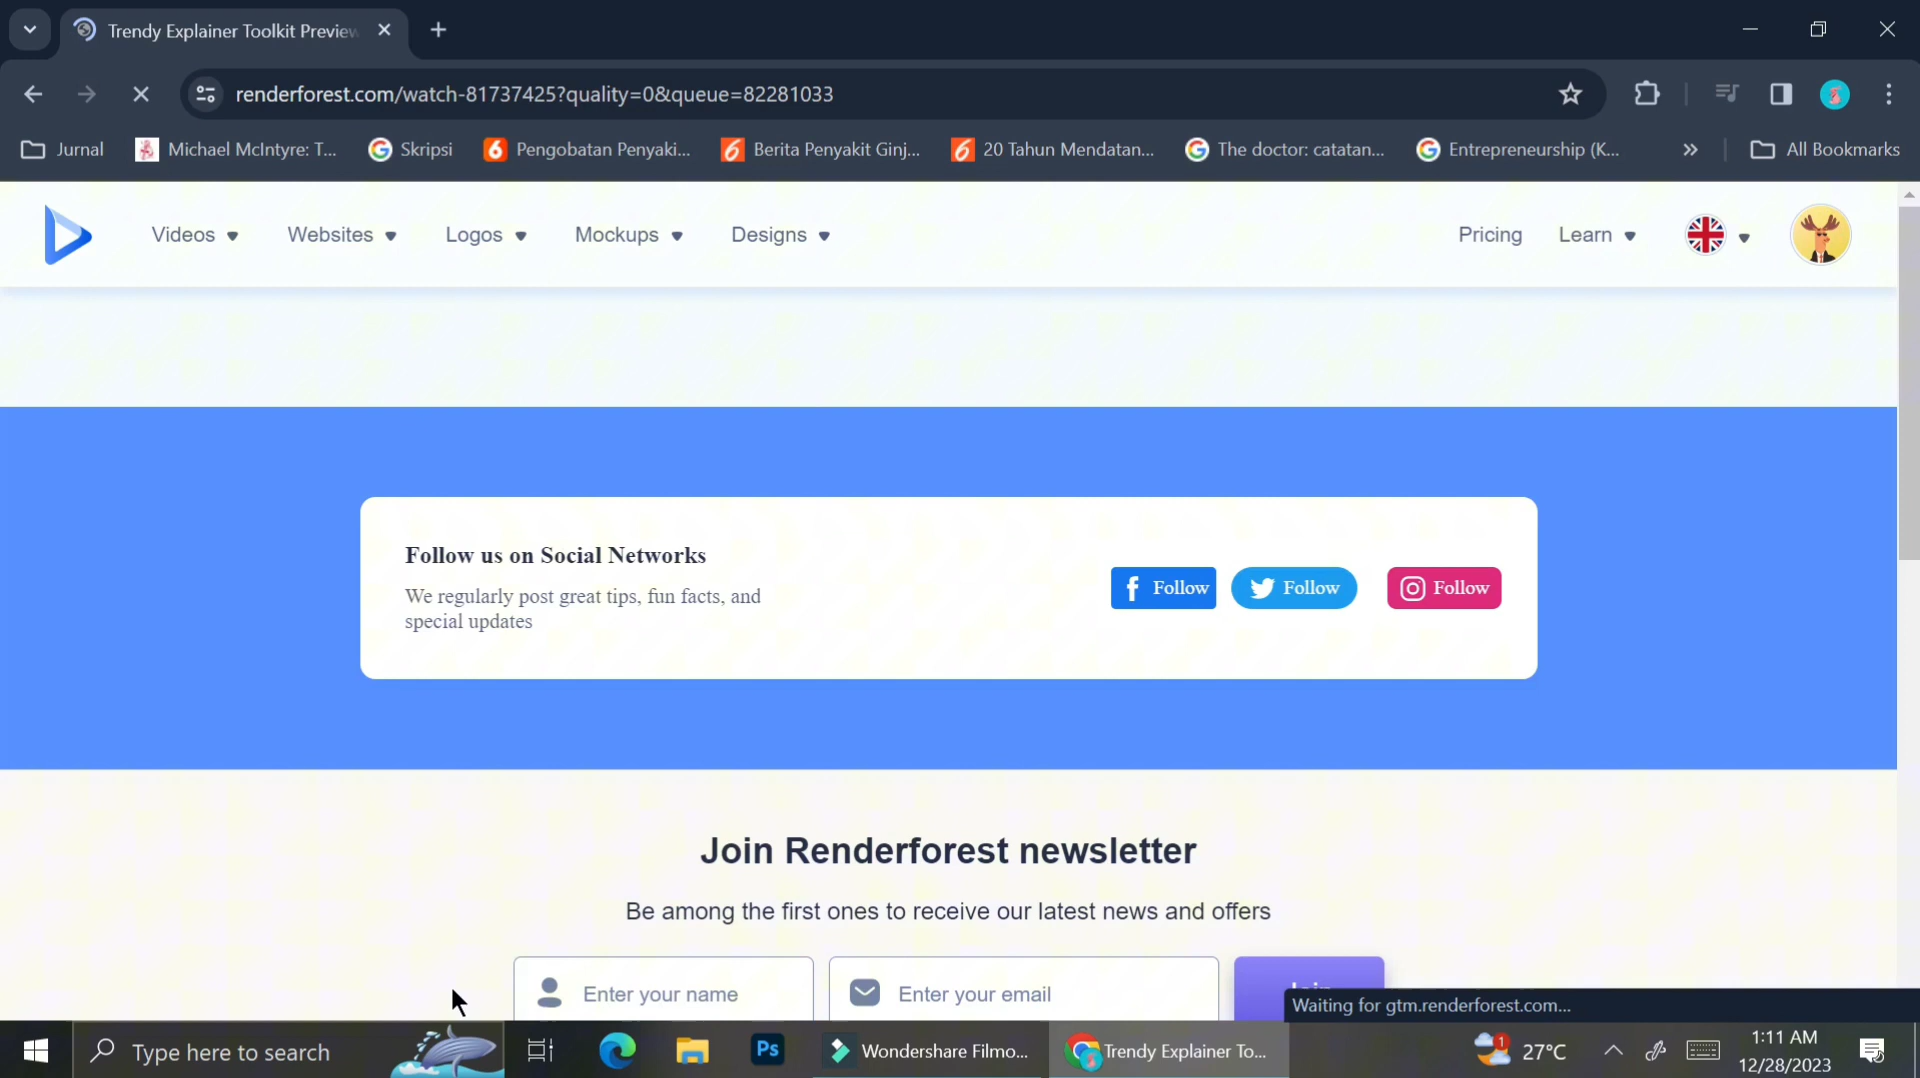 Trendy Explainer Toolkit Preview
renderforest.com/watch-81737425?quality=0&queue=82281033
Jurnal
Michael McIntyre: T...
Skripsi
Pengobatan Penyaki...
Berita Penyakit Ginj...
20 Tahun Mendatan...
The doctor: catatan...
Entrepreneurship (K...
All Bookmarks
Videos Websites Logos Mockups Designs Pricing Learn
Follow us on Social Networks
We regularly post great tips, fun facts, and
special updates
Follow Follow Follow
Join Renderforest newsletter
Be among the first ones to receive our latest news and offers
Enter your name Enter your email Join
Waiting for gtm.renderforest.com...
Type here to search
Ps
Wondershare Filmo...
Trendy Explainer To...
1
27°C
1:11 AM
12/28/2023